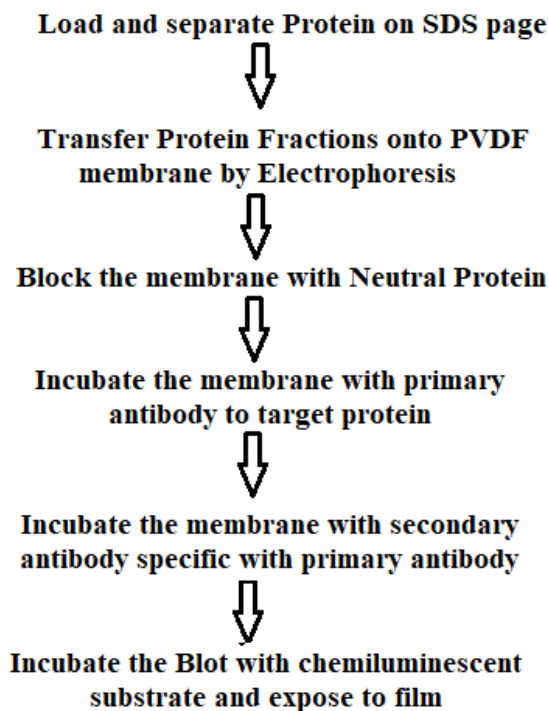 Load and separate Protein on SDS page
Transfer Protein Fractions onto PVDF
membrane by Electrophoresis
Block the membrane with Neutral Protein
Incubate the membrane with primary
antibody to target protein
Incubate the membrane with secondary
antibody specific with primary antibody
Incubate the Blot with chemiluminescent
substrate and expose to film